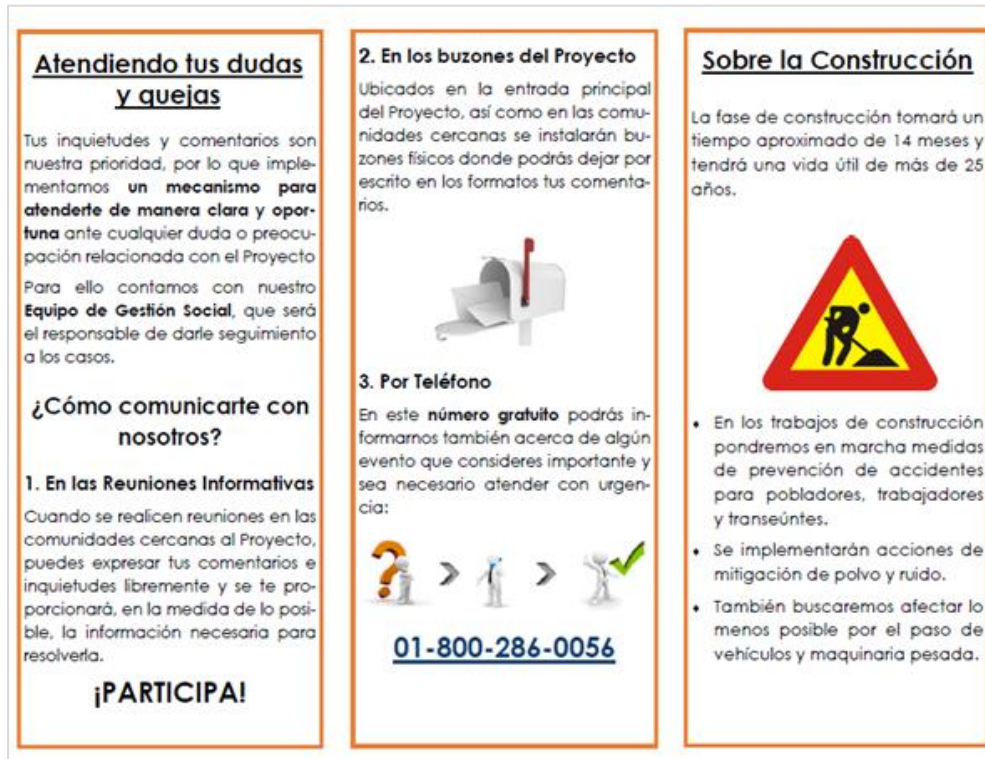 Atendiendo tus dudas
y quejas
Tus inquietudes y comentarios son
nuestra prioridad, por lo que imple-
mentamos un mecanismo para
atenderte de manera clara y opor-
tuna ante cualquier duda o preocu-
pación relacionada con el Proyecto
Para ello contamos con nuestro
Equipo de Gestión Social, que será
el responsable de darle seguimiento
a los casos.
¿Cómo comunicarte con
nosotros?
1. En las Reuniones Informativas
Cuando se realicen reuniones en las
comunidades cercanas al Proyecto,
puedes expresar tus comentarios e
inquietudes libremente y se te pro-
porcionará, en la medida de lo posi-
ble, la información necesaria para
resolverla.
¡PARTICIPA!
2. En los buzones del Proyecto
Ubicados en la entrada principal
del Proyecto, así como en las comu-
nidades cercanas se instalarán bu-
zones físicos donde podrás dejar por
escrito en los formatos tus comenta-
rios.
3. Por Teléfono
En este número gratuito podrás in-
formarnos también acerca de algún
evento que consideres importante y
sea necesario atender con urgen-
cia:
01-800-286-0056
Sobre la Construcción
La fase de construcción tomará un
tiempo aproximado de 14 meses y
tendrá una vida útil de más de 25
años.
• En los trabajos de construcción
pondremos en marcha medidas
de prevención de accidentes
para pobladores, trabajadores
y transeúntes.
• Se implementarán acciones de
mitigación de polvo y ruido.
• También buscaremos afectar lo
menos posible por el paso de
vehículos y maquinaria pesada.